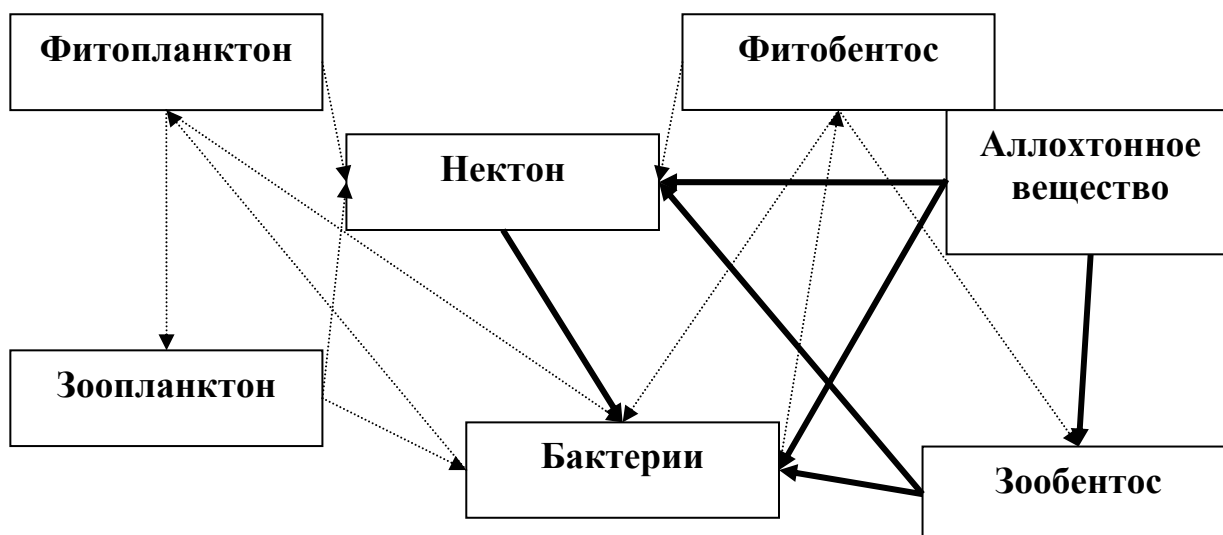 Фитопланктон
Фитобентос
Нектон
Аллохтонное
вещество
Зоопланктон
Бактерии
Зообентос